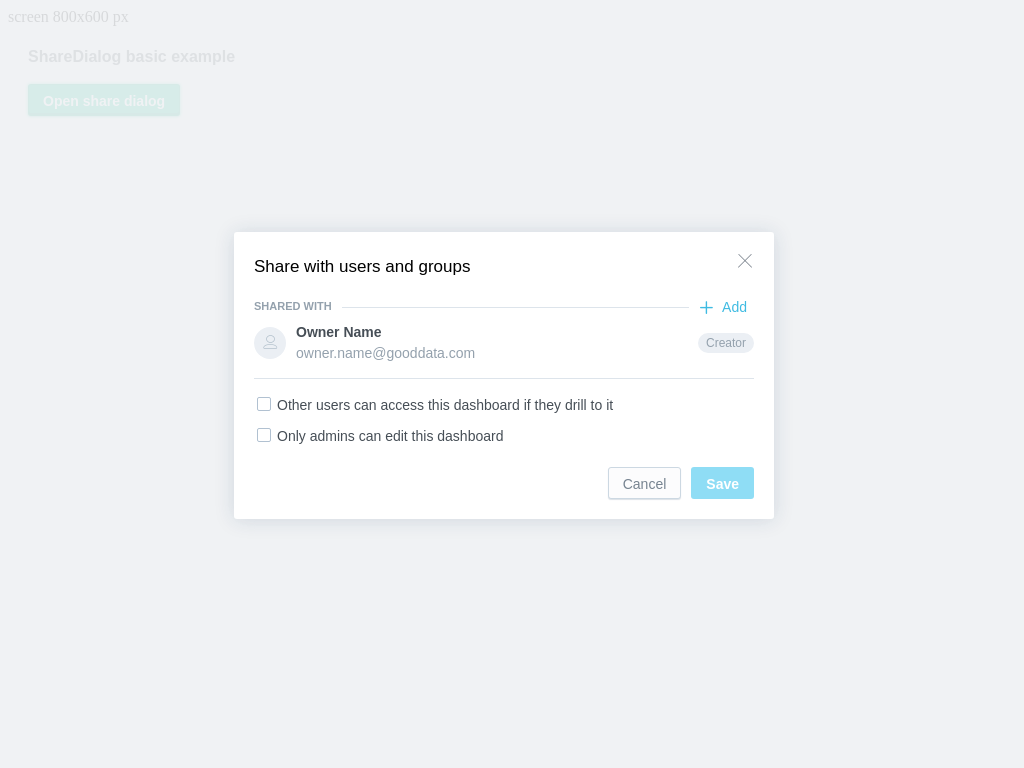 screen 800x600 px
ShareDialog basic example
Open share dialog
Share with users and groups
SHARED WITH
Add
Owner Name
owner.name@gooddata.com
Creator
Other users can access this dashboard if they drill to it
Only admins can edit this dashboard
Cancel
Save